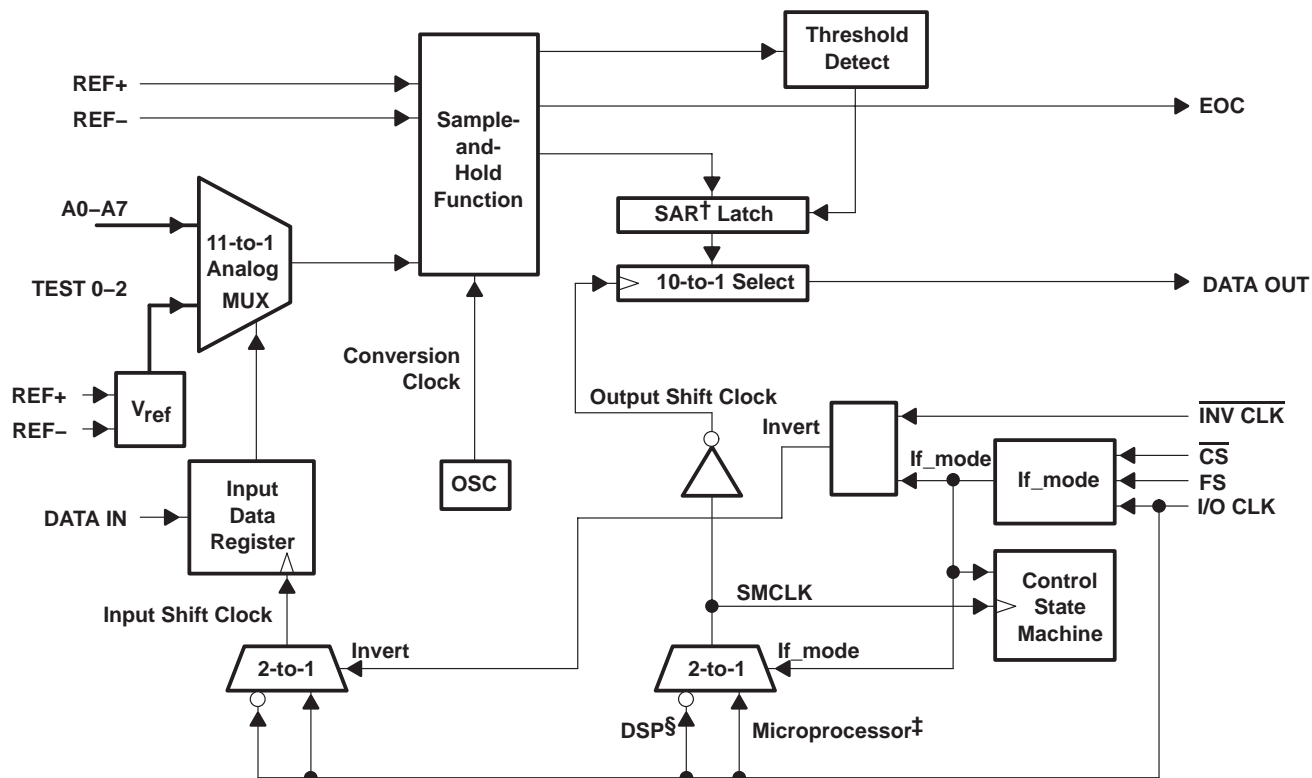 Threshold
Detect
REF+
REF−
Sample-
and-
Hold
Function
EOC
A0−A7
11-to-1
Analog
MUX
SAR† Latch
TEST 0−2
10-to-1 Select
DATA OUT
Conversion
Clock
REF+
REF−
Vref
Output Shift Clock
Invert
INV CLK
If_mode
CS
FS
I/O CLK
If_mode
OSC
Input
Data
Register
DATA IN
SMCLK
Control
State
Machine
Input Shift Clock
2-to-1
Invert
2-to-1
If_mode
DSP§
Microprocessor‡